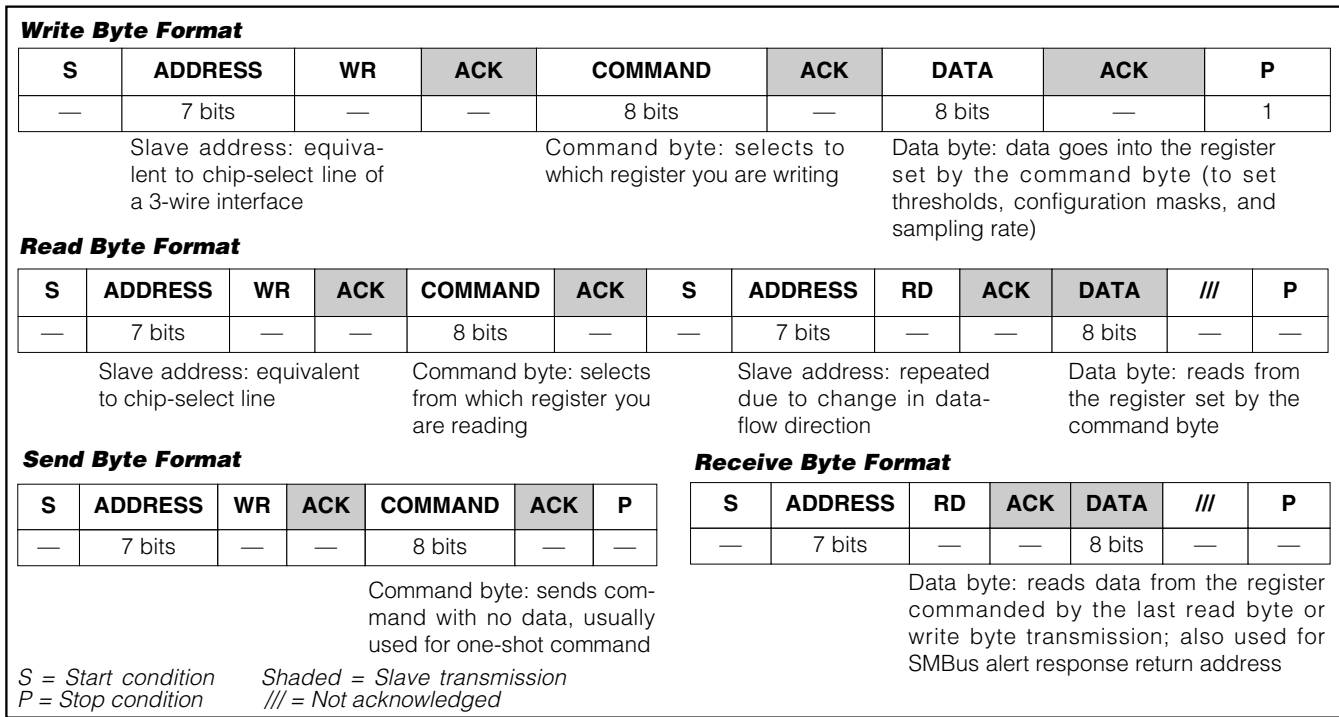 Write Byte Format
S ADDRESS WR ACK COMMAND ACK DATA ACK P
— 7 bits — — 8 bits — 8 bits — 1
Slave address: equiva-
lent to chip-select line of
a 3-wire interface
Command byte: selects to
which register you are writing
Data byte: data goes into the register
set by the command byte (to set
thresholds, configuration masks, and
sampling rate)
Read Byte Format
S ADDRESS WR ACK COMMAND ACK S ADDRESS RD ACK DATA /// P
— 7 bits — — 8 bits — — 7 bits — — 8 bits — —
Slave address: equivalent
to chip-select line
Command byte: selects
from which register you
are reading
Slave address: repeated
due to change in data-
flow direction
Data byte: reads from
the register set by the
command byte
Send Byte Format
S ADDRESS WR ACK COMMAND ACK P
— 7 bits — — 8 bits — —
Command byte: sends com-
mand with no data, usually
used for one-shot command
Receive Byte Format
S ADDRESS RD ACK DATA /// P
— 7 bits — — 8 bits — —
Data byte: reads data from the register
commanded by the last read byte or
write byte transmission; also used for
SMBus alert response return address
S = Start condition Shaded = Slave transmission
P = Stop condition /// = Not acknowledged